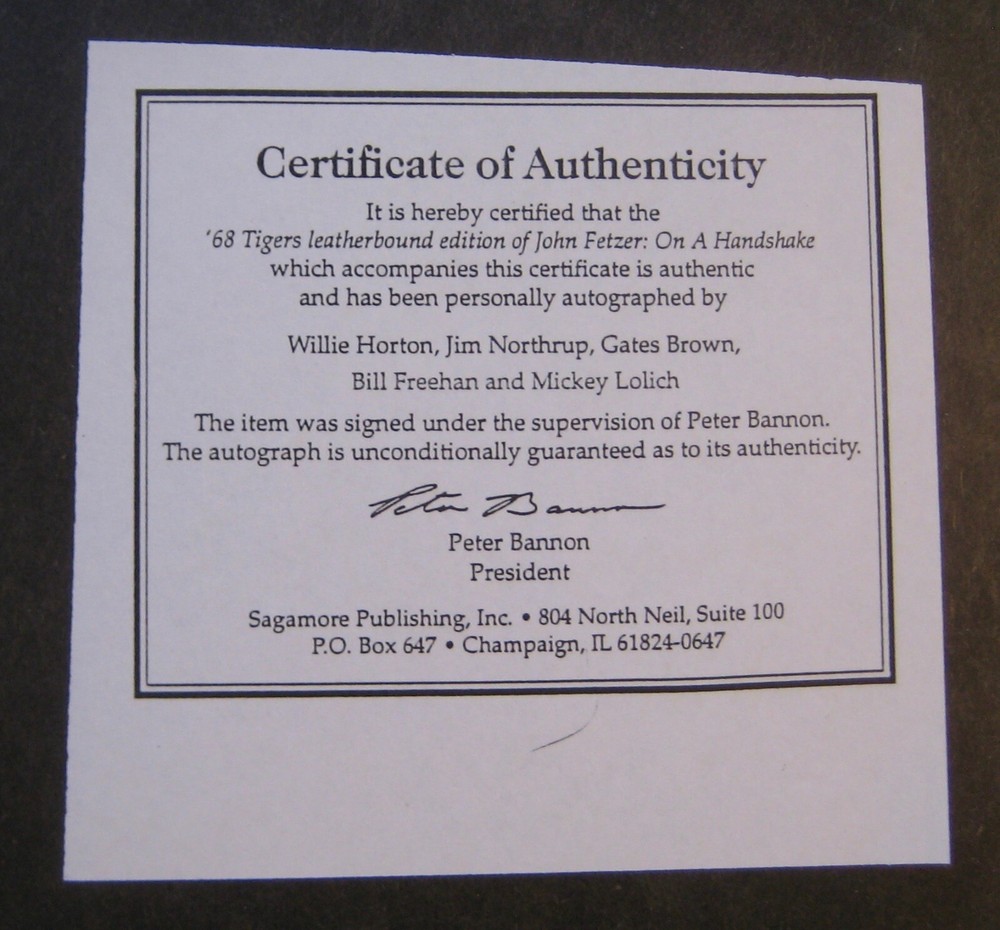 Certificate of Authenticity
It is hereby certified that the
'68 Tigers leatherbound edition of John Fetzer: On A Handshake
which accompanies this certificate is authentic
and has been personally autographed by
Willie Horton, Jim Northrup, Gates Brown,
Bill Freehan and Mickey Lolich
The item was signed under the supervision of Peter Bannon.
The autograph is unconditionally guaranteed as to its authenticity.
Peter Bannon
Peter Bannon
President
Sagamore Publishing, Inc. • 804 North Neil, Suite 100
P.O. Box 647 • Champaign, IL 61824-0647